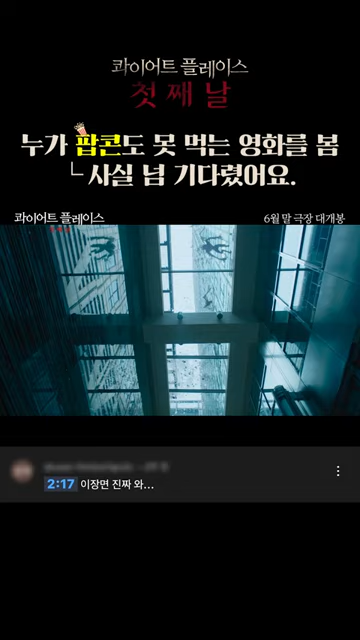 콰이어트 플레이스
첫째 날
누가 팝콘도 못 먹는 영화를 봄
ㄴ사실 넘 기다렸어요.
콰이어트 플레이스
6월 말 극장 대개봉
2:17 이장면 진짜 와...